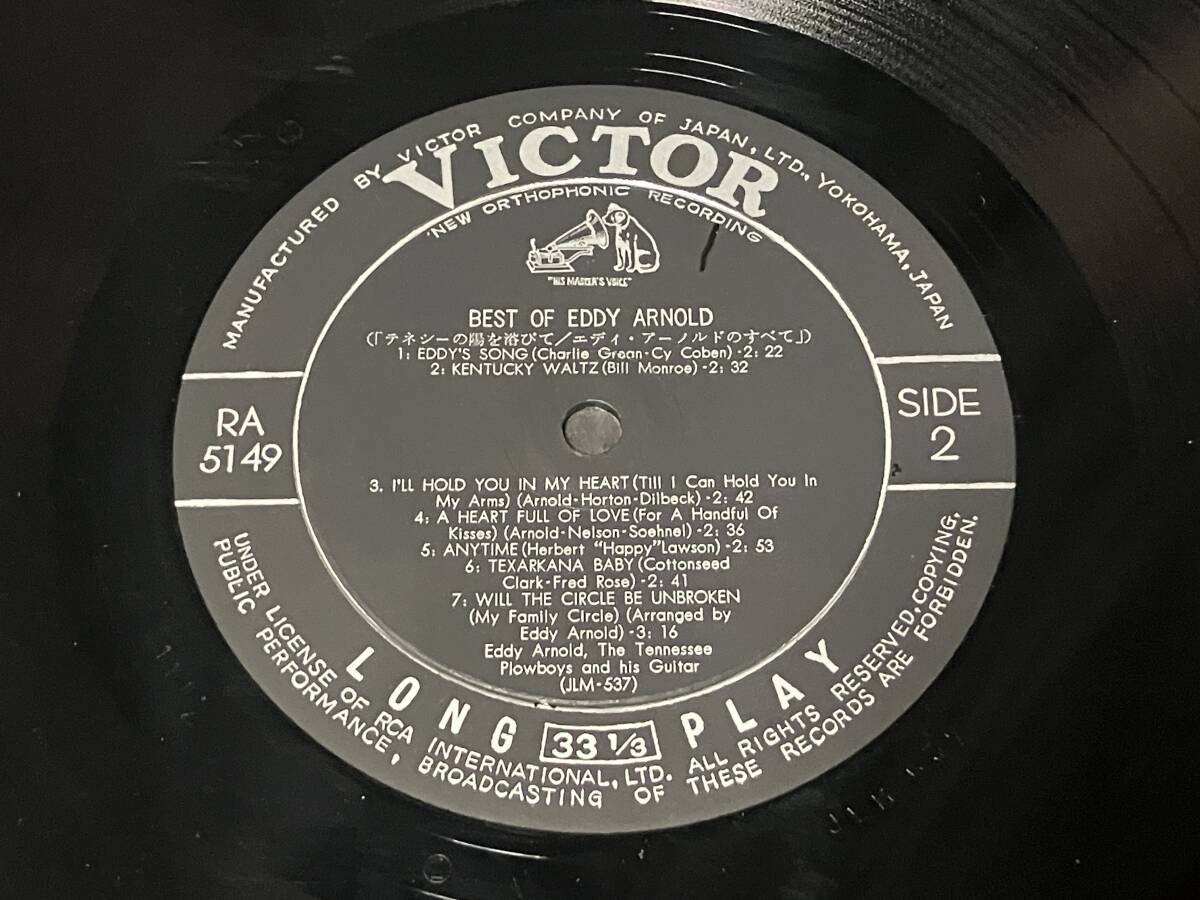 MANUFACTURED BY VICTOR COMPANY OF JAPAN, LTD., YOKOHAMA, JAPAN
VICTOR
"NEW ORTHOPHONIC" RECORDING
"HIS MASTER'S VOICE"
BEST OF EDDY ARNOLD
(「テネシーの陽を浴びて/エディ・アーノルドのすべて」)
1: EDDY'S SONG (Charlie Grean-Cy Coben)-2: 22
2: KENTUCKY WALTZ (Bill Monroe)-2: 32
RA
5149
SIDE
2
3. I'LL HOLD YOU IN MY HEART (Till I Can Hold You In
My Arms) (Arnold-Horton-Dilbeck)-2: 42
4: A HEART FULL OF LOVE (For A Handful Of
Kisses) (Arnold-Nelson-Soehnel)-2: 36
5: ANYTIME (Herbert "Happy" Lawson)-2: 53
6: TEXARKANA BABY (Cottonseed
Clark-Fred Rose)-2: 41
7: WILL THE CIRCLE BE UNBROKEN
(My Family Circle) (Arranged by
Eddy Arnold)-3: 16
Eddy Arnold, The Tennessee
Plowboys and his Guitar
(JLM-537)
LONG 33 1/3 PLAY
UNDER LICENSE OF RCA INTERNATIONAL, LTD. ALL RIGHTS RESERVED, COPYING,
PUBLIC PERFORMANCE, BROADCASTING OF THESE RECORDS ARE FORBIDDEN.